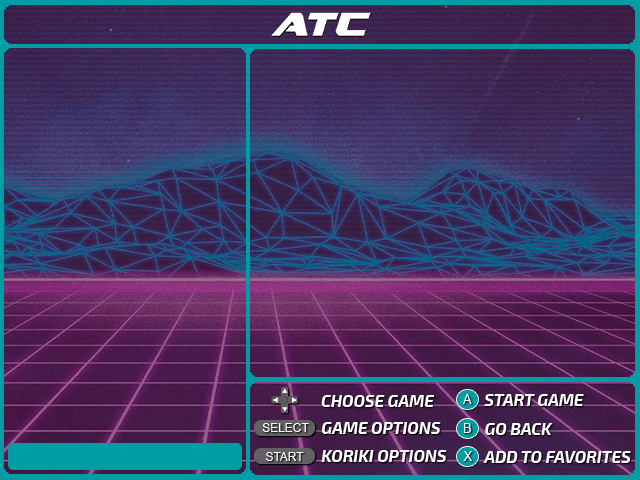 ATC
CHOOSE GAME A START GAME
SELECT GAME OPTIONS B GO BACK
START KORIKI OPTIONS X ADD TO FAVORITES